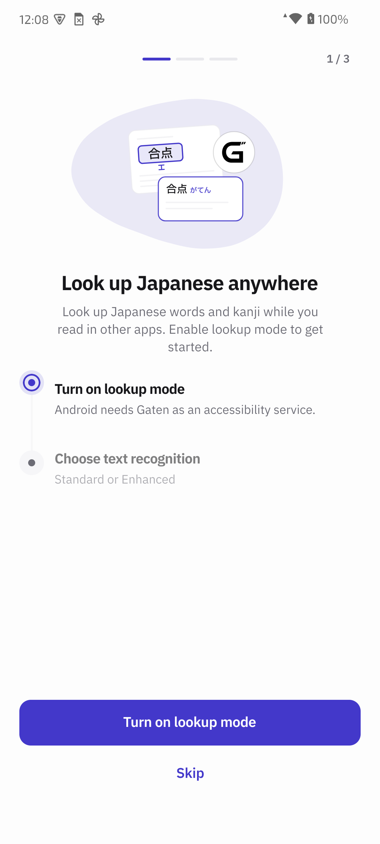 12:08
100%
1 / 3
合点
G
合点 がてん
Look up Japanese anywhere
Look up Japanese words and kanji while you
read in other apps. Enable lookup mode to get
started.
Turn on lookup mode
Android needs Gaten as an accessibility service.
Choose text recognition
Standard or Enhanced
Turn on lookup mode
Skip